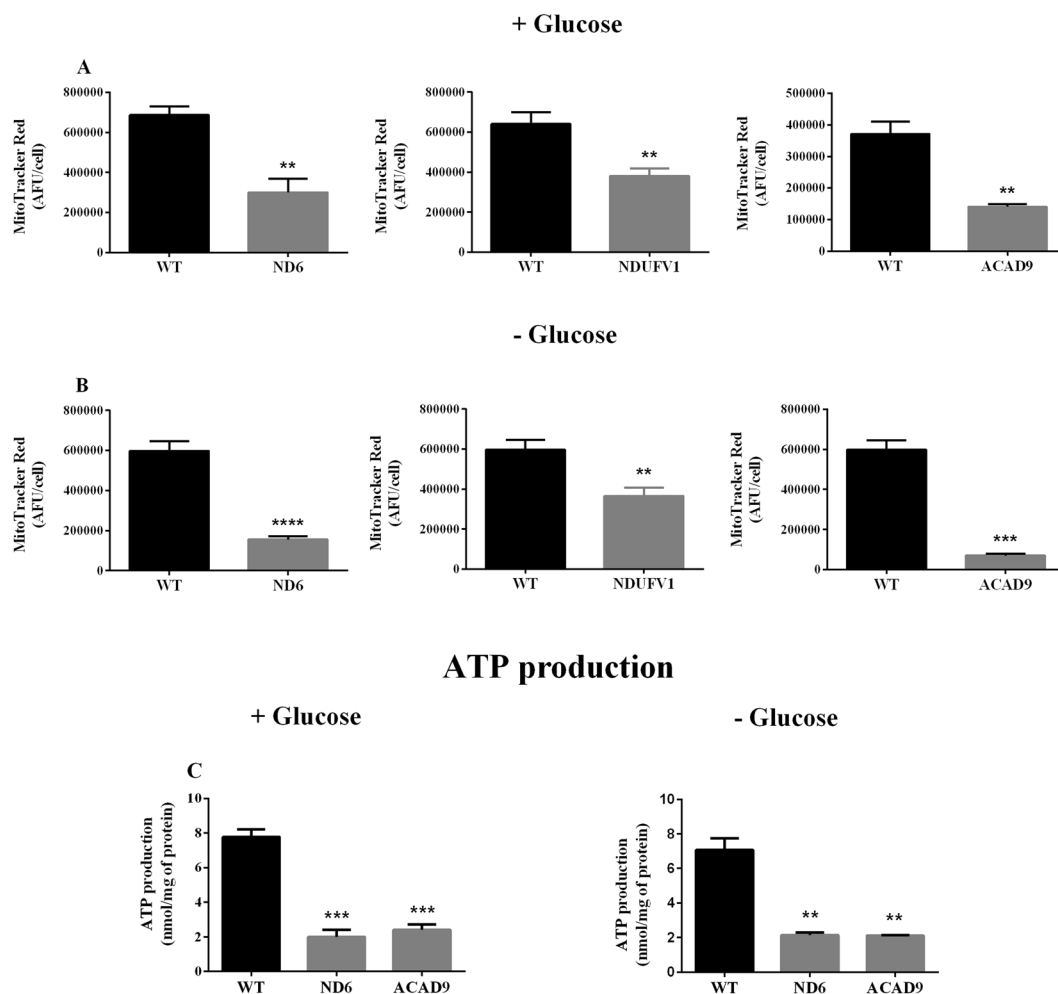 + Glucose
A
MitoTracker Red
(AFU/cell)
800000
600000
400000
200000
0
**
WT
ND6
MitoTracker Red
(AFU/cell)
800000
600000
400000
200000
0
**
WT
NDUFV1
MitoTracker Red
(AFU/cell)
500000
400000
300000
200000
100000
0
**
WT
ACAD9
- Glucose
B
MitoTracker Red
(AFU/cell)
800000
600000
400000
200000
0
****
WT
ND6
MitoTracker Red
(AFU/cell)
800000
600000
400000
200000
0
**
WT
NDUFV1
MitoTracker Red
(AFU/cell)
800000
600000
400000
200000
0
***
WT
ACAD9
ATP production
+ Glucose
C
ATP production
(nmol/mg of protein)
10
8
6
4
2
0
***
***
WT
ND6
ACAD9
- Glucose
ATP production
(nmol/mg of protein)
10
8
6
4
2
0
**
**
WT
ND6
ACAD9